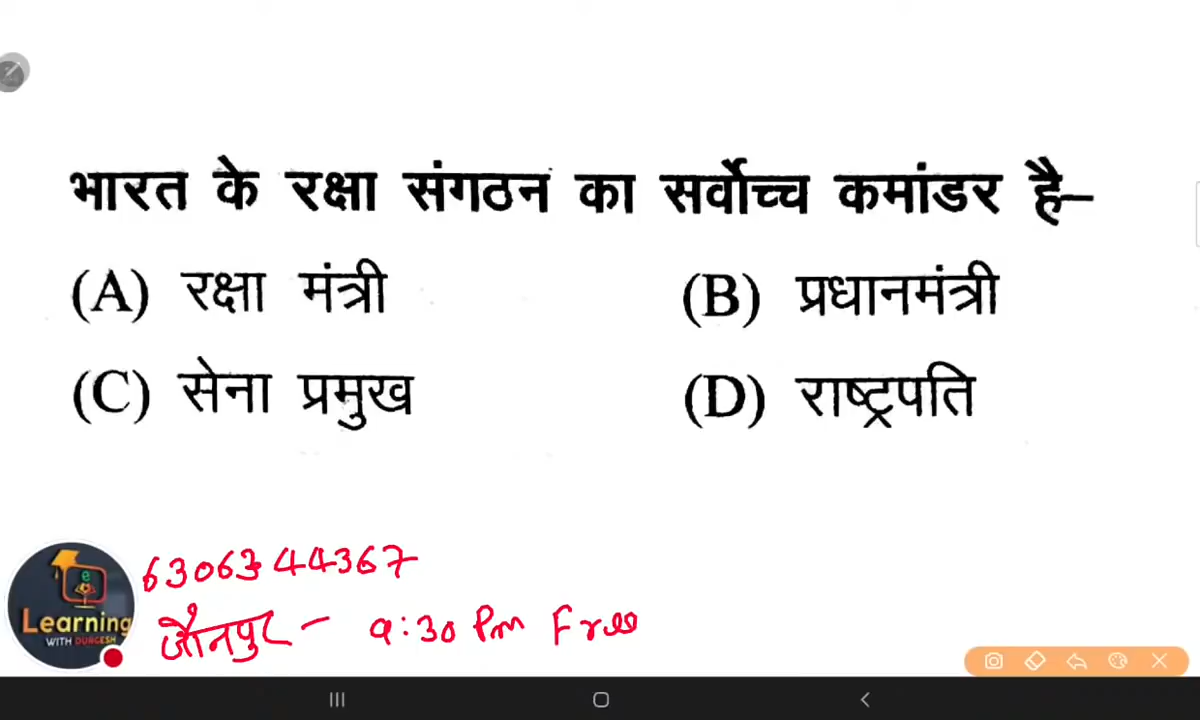 भारत के रक्षा संगठन का सर्वोच्च कमांडर है–
(A) रक्षा मंत्री (B) प्रधानमंत्री
(C) सेना प्रमुख (D) राष्ट्रपति
6306344367
जौनपुर - 9:30 Pm Free
e
Learning
WITH DURGESH